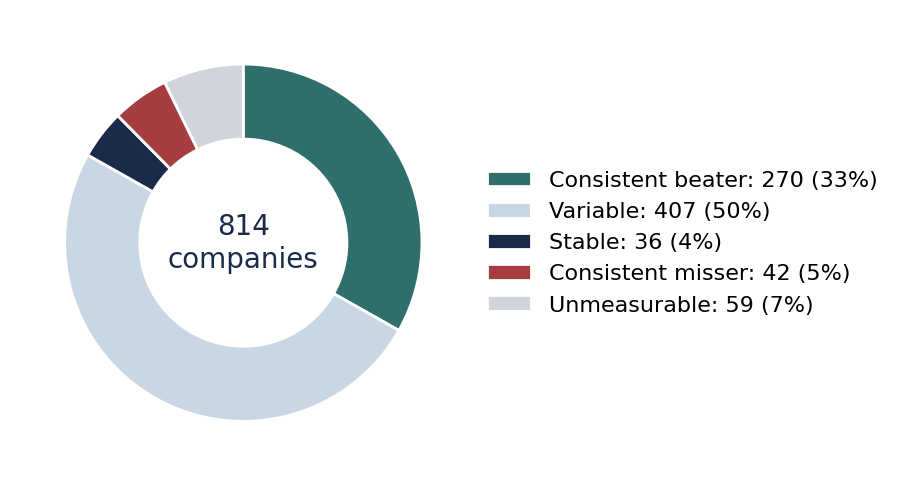 814
companies
Consistent beater: 270 (33%)
Variable: 407 (50%)
Stable: 36 (4%)
Consistent misser: 42 (5%)
Unmeasurable: 59 (7%)